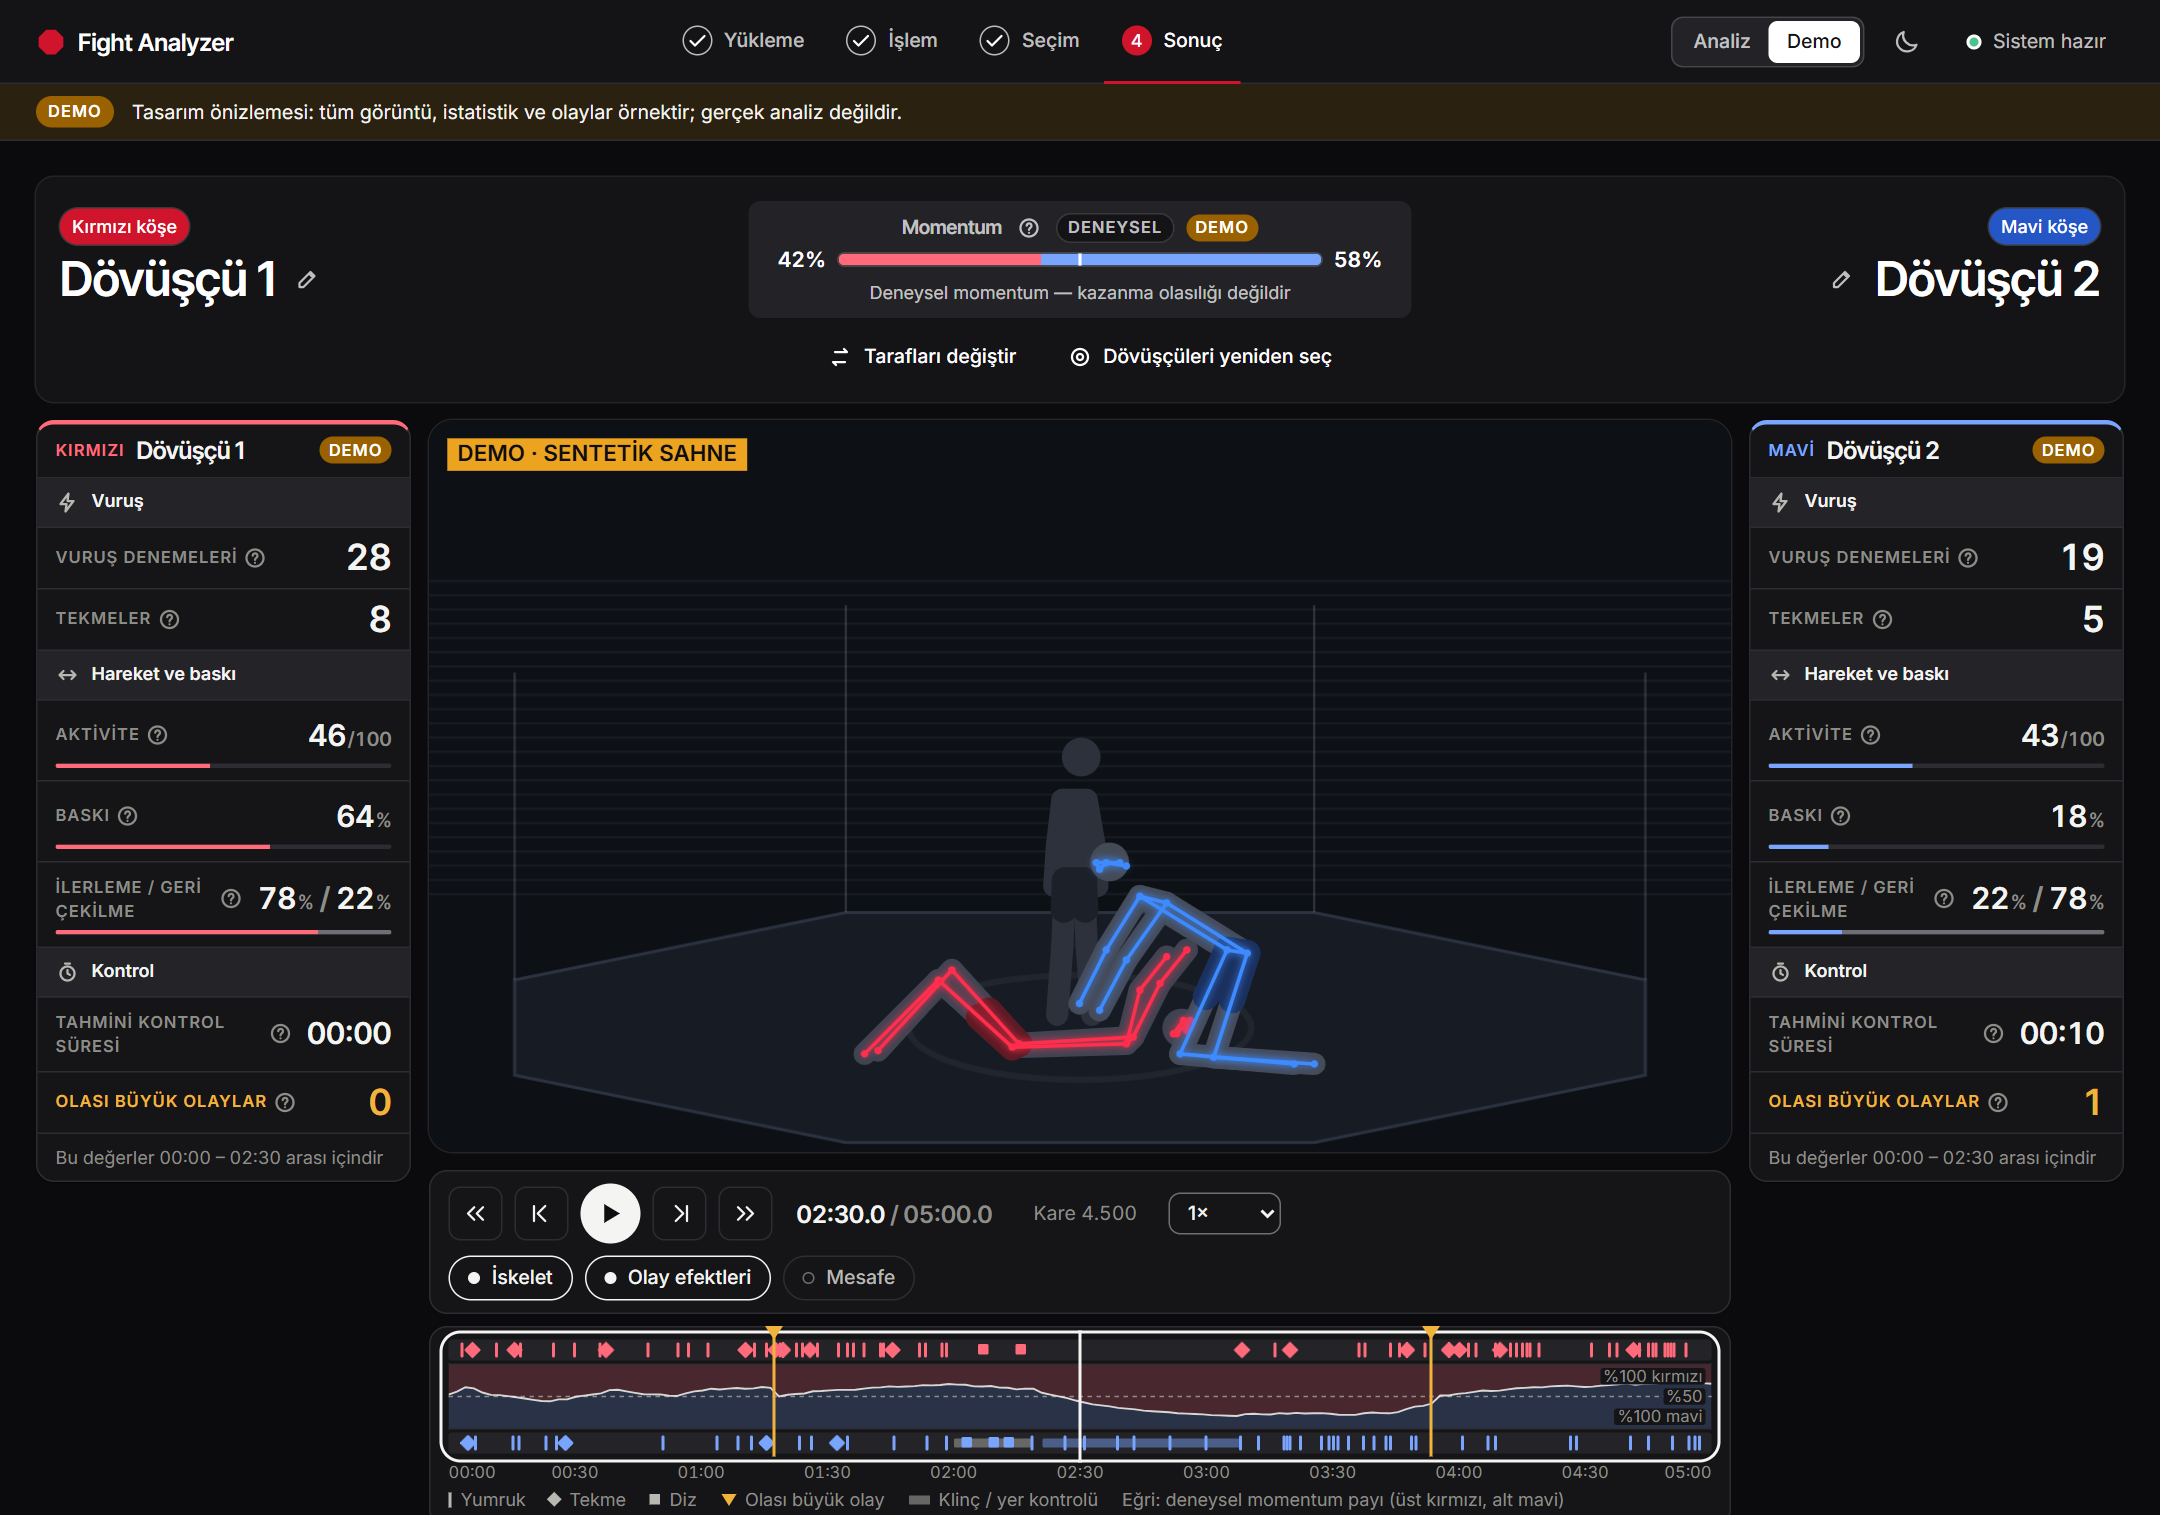 Fight Analyzer
Yükleme
İşlem
Seçim
4 Sonuç
Analiz
Demo
Sistem hazır
DEMO Tasarım önizlemesi: tüm görüntü, istatistik ve olaylar örnektir; gerçek analiz değildir.
Kırmızı köşe
Dövüşçü 1
Momentum DENEYSEL DEMO
42% 58%
Deneysel momentum — kazanma olasılığı değildir
Tarafları değiştir
Dövüşçüleri yeniden seç
Mavi köşe
Dövüşçü 2
KIRMIZI Dövüşçü 1 DEMO
Vuruş
VURUŞ DENEMELERİ 28
TEKMELER 8
Hareket ve baskı
AKTİVİTE 46/100
BASKI 64%
İLERLEME / GERİ
ÇEKİLME 78% / 22%
Kontrol
TAHMİNİ KONTROL
SÜRESİ 00:00
OLASI BÜYÜK OLAYLAR 0
Bu değerler 00:00 – 02:30 arası içindir
DEMO · SENTETİK SAHNE
MAVİ Dövüşçü 2 DEMO
Vuruş
VURUŞ DENEMELERİ 19
TEKMELER 5
Hareket ve baskı
AKTİVİTE 43/100
BASKI 18%
İLERLEME / GERİ
ÇEKİLME 22% / 78%
Kontrol
TAHMİNİ KONTROL
SÜRESİ 00:10
OLASI BÜYÜK OLAYLAR 1
Bu değerler 00:00 – 02:30 arası içindir
02:30.0 / 05:00.0 Kare 4.500 1×
İskelet
Olay efektleri
Mesafe
%100 kırmızı
%50
%100 mavi
00:00 00:30 01:00 01:30 02:00 02:30 03:00 03:30 04:00 04:30 05:00
Yumruk Tekme Diz Olası büyük olay Klinç / yer kontrolü Eğri: deneysel momentum payı (üst kırmızı, alt mavi)